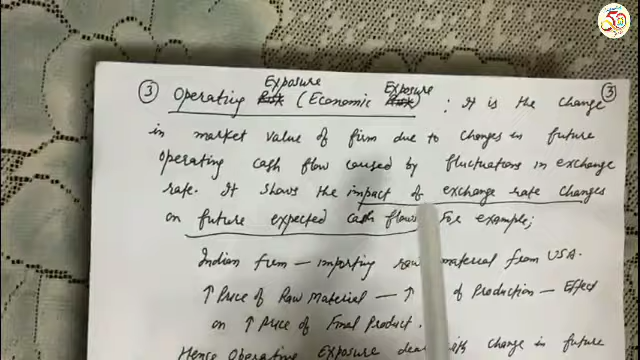 ③ Operating Exposure (Economic Exposure) : It is the change ③
in market value of firm due to changes in future
operating cash flow caused by fluctuations in exchange
rate. It shows the impact of exchange rate changes
on future expected cash flows For example;
Indian firm — importing raw material from USA.
↑ Price of Raw Material — ↑ of Production — Effect
on ↑ Price of Final Product.
Hence Operating Exposure change in future